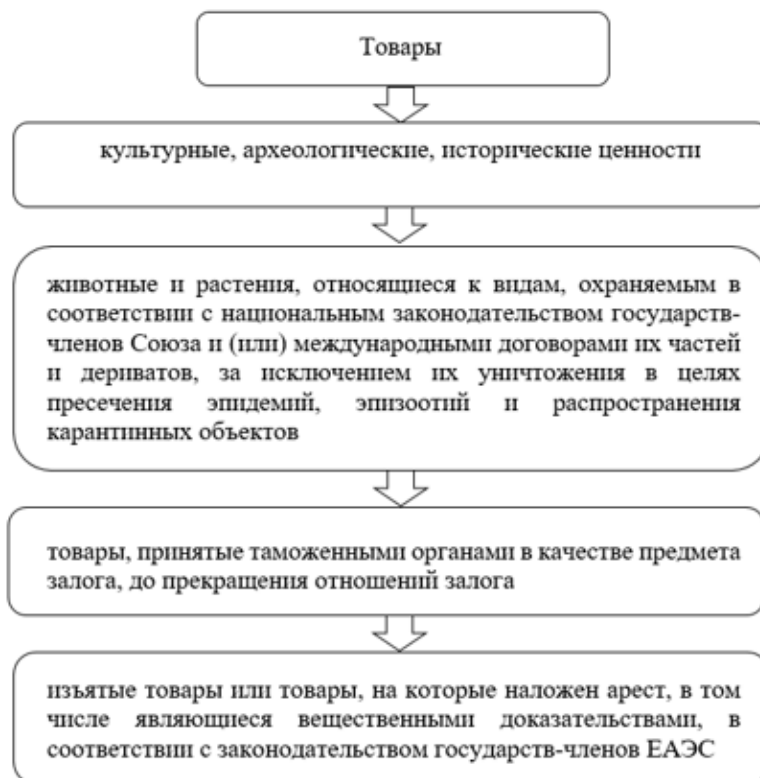 Товары
культурные, археологические, исторические ценности
животные и растения, относящиеся к видам, охраняемым в
соответствии с национальным законодательством государств-
членов Союза и (или) международными договорами их частей
и дериватов, за исключением их уничтожения в целях
пресечения эпидемий, эпизоотий и распространения
карантинных объектов
товары, принятые таможенными органами в качестве предмета
залога, до прекращения отношений залога
изъятые товары или товары, на которые наложен арест, в том
числе являющиеся вещественными доказательствами, в
соответствии с законодательством государств-членов ЕАЭС